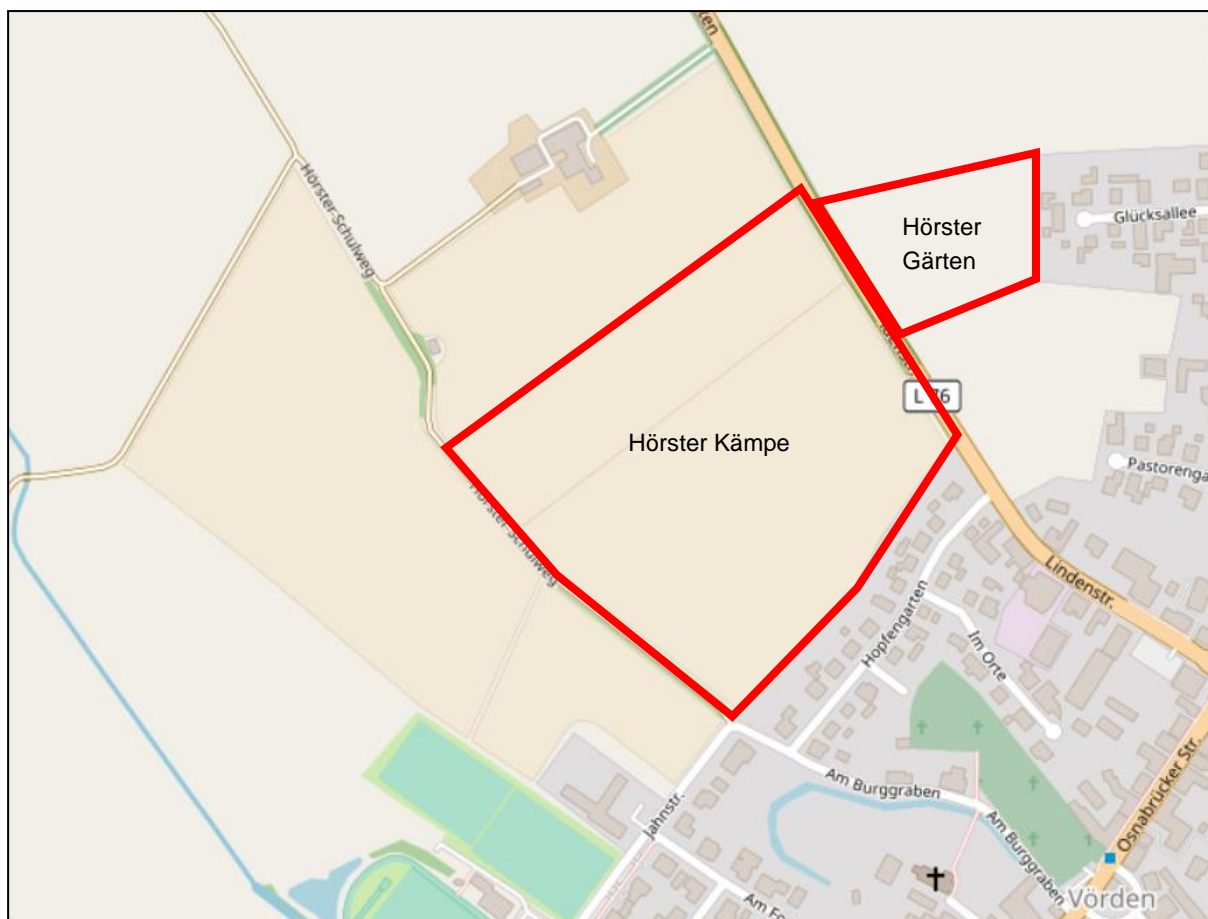 Hörster-Schulweg
Glücksallee
Hörster
Gärten
L 76
Hörster Kämpe
Hörster-Schulweg
Lindenstr.
Hopfengarten
Im Orte
Am Burggraben
Am Burggraben
Jahnstr.
Osnabrücker Str.
Vörden